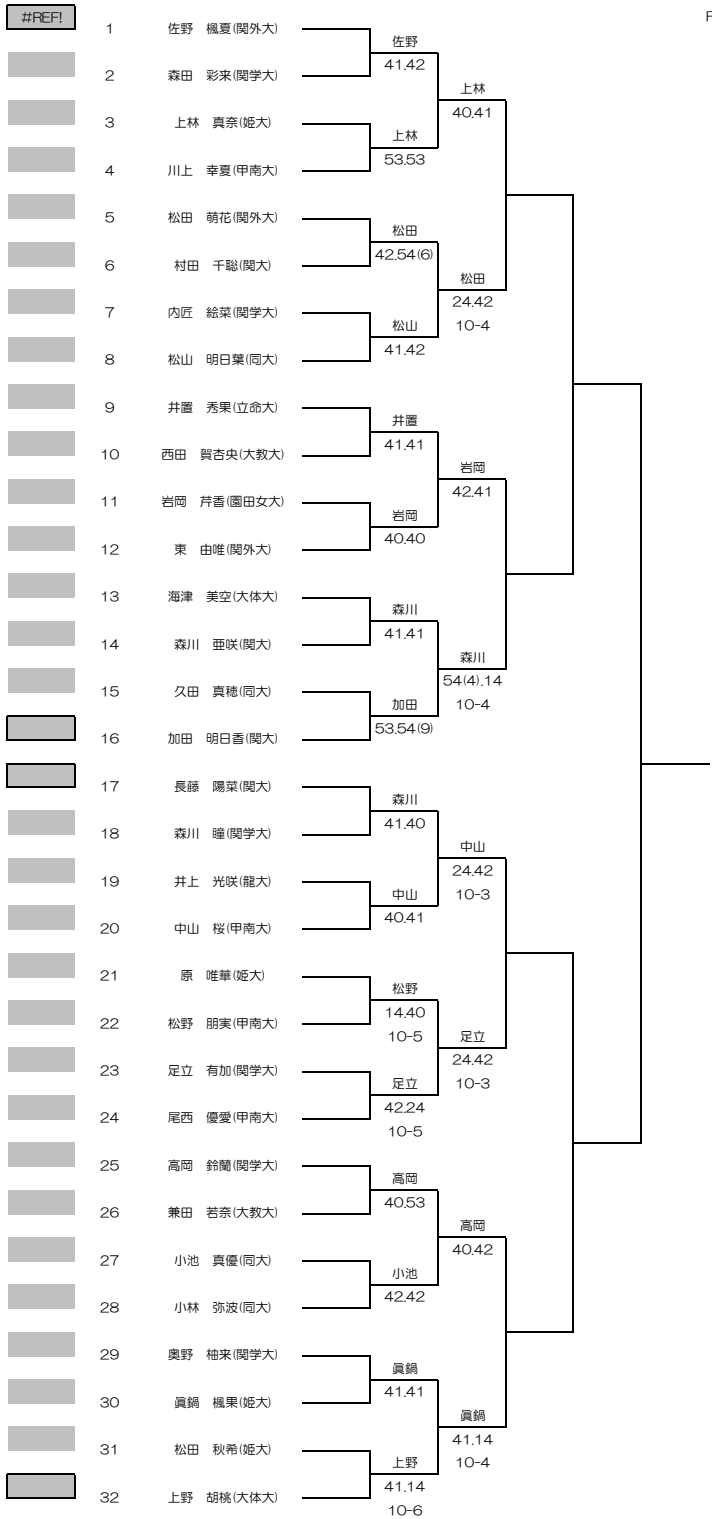 #REF!
F
1 佐野 楓夏(関外大)
佐野
2 森田 彩来(関学大)
41.42
上林
40.41
3 上林 真奈(姫大)
上林
4 川上 幸夏(甲南大)
53.53
5 松田 萌花(関外大)
松田
6 村田 千聡(関大)
42.54(6)
松田
24.42
10-4
7 内匠 絵菜(関学大)
松山
8 松山 明日葉(同大)
41.42
9 井置 秀果(立命大)
井置
10 西田 賀杏央(大教大)
41.41
岩岡
42.41
11 岩岡 芹香(園田女大)
岩岡
12 東 由唯(関外大)
40.40
13 海津 美空(大体大)
森川
14 森川 亜咲(関大)
41.41
森川
54(4).14
10-4
15 久田 真穂(同大)
加田
16 加田 明日香(関大)
53.54(9)
17 長藤 陽菜(関大)
森川
18 森川 瞳(関学大)
41.40
中山
24.42
10-3
19 井上 光咲(龍大)
中山
20 中山 桜(甲南大)
40.41
21 原 唯華(姫大)
松野
22 松野 朋実(甲南大)
14.40
10-5
足立
24.42
10-3
23 足立 有加(関学大)
足立
24 尾西 優愛(甲南大)
42.24
10-5
25 高岡 鈴蘭(関学大)
高岡
26 兼田 若奈(大教大)
40.53
高岡
40.42
27 小池 真優(同大)
小池
28 小林 弥波(同大)
42.42
29 奥野 柚来(関学大)
眞鍋
30 眞鍋 楓果(姫大)
41.41
眞鍋
41.14
10-4
31 松田 秋希(姫大)
上野
32 上野 胡桃(大体大)
41.14
10-6